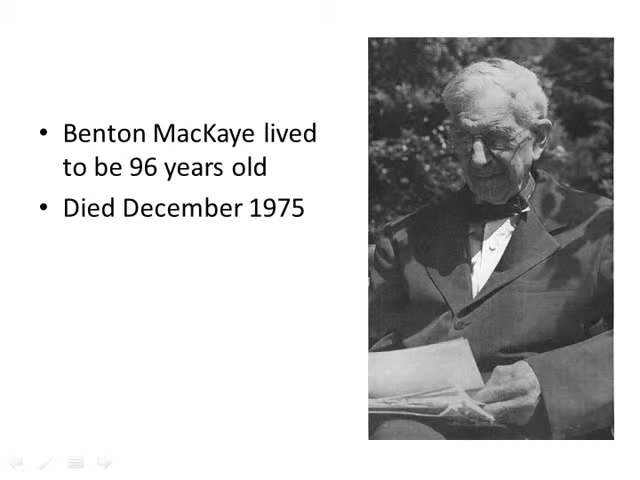 • Benton MacKaye lived
to be 96 years old
• Died December 1975